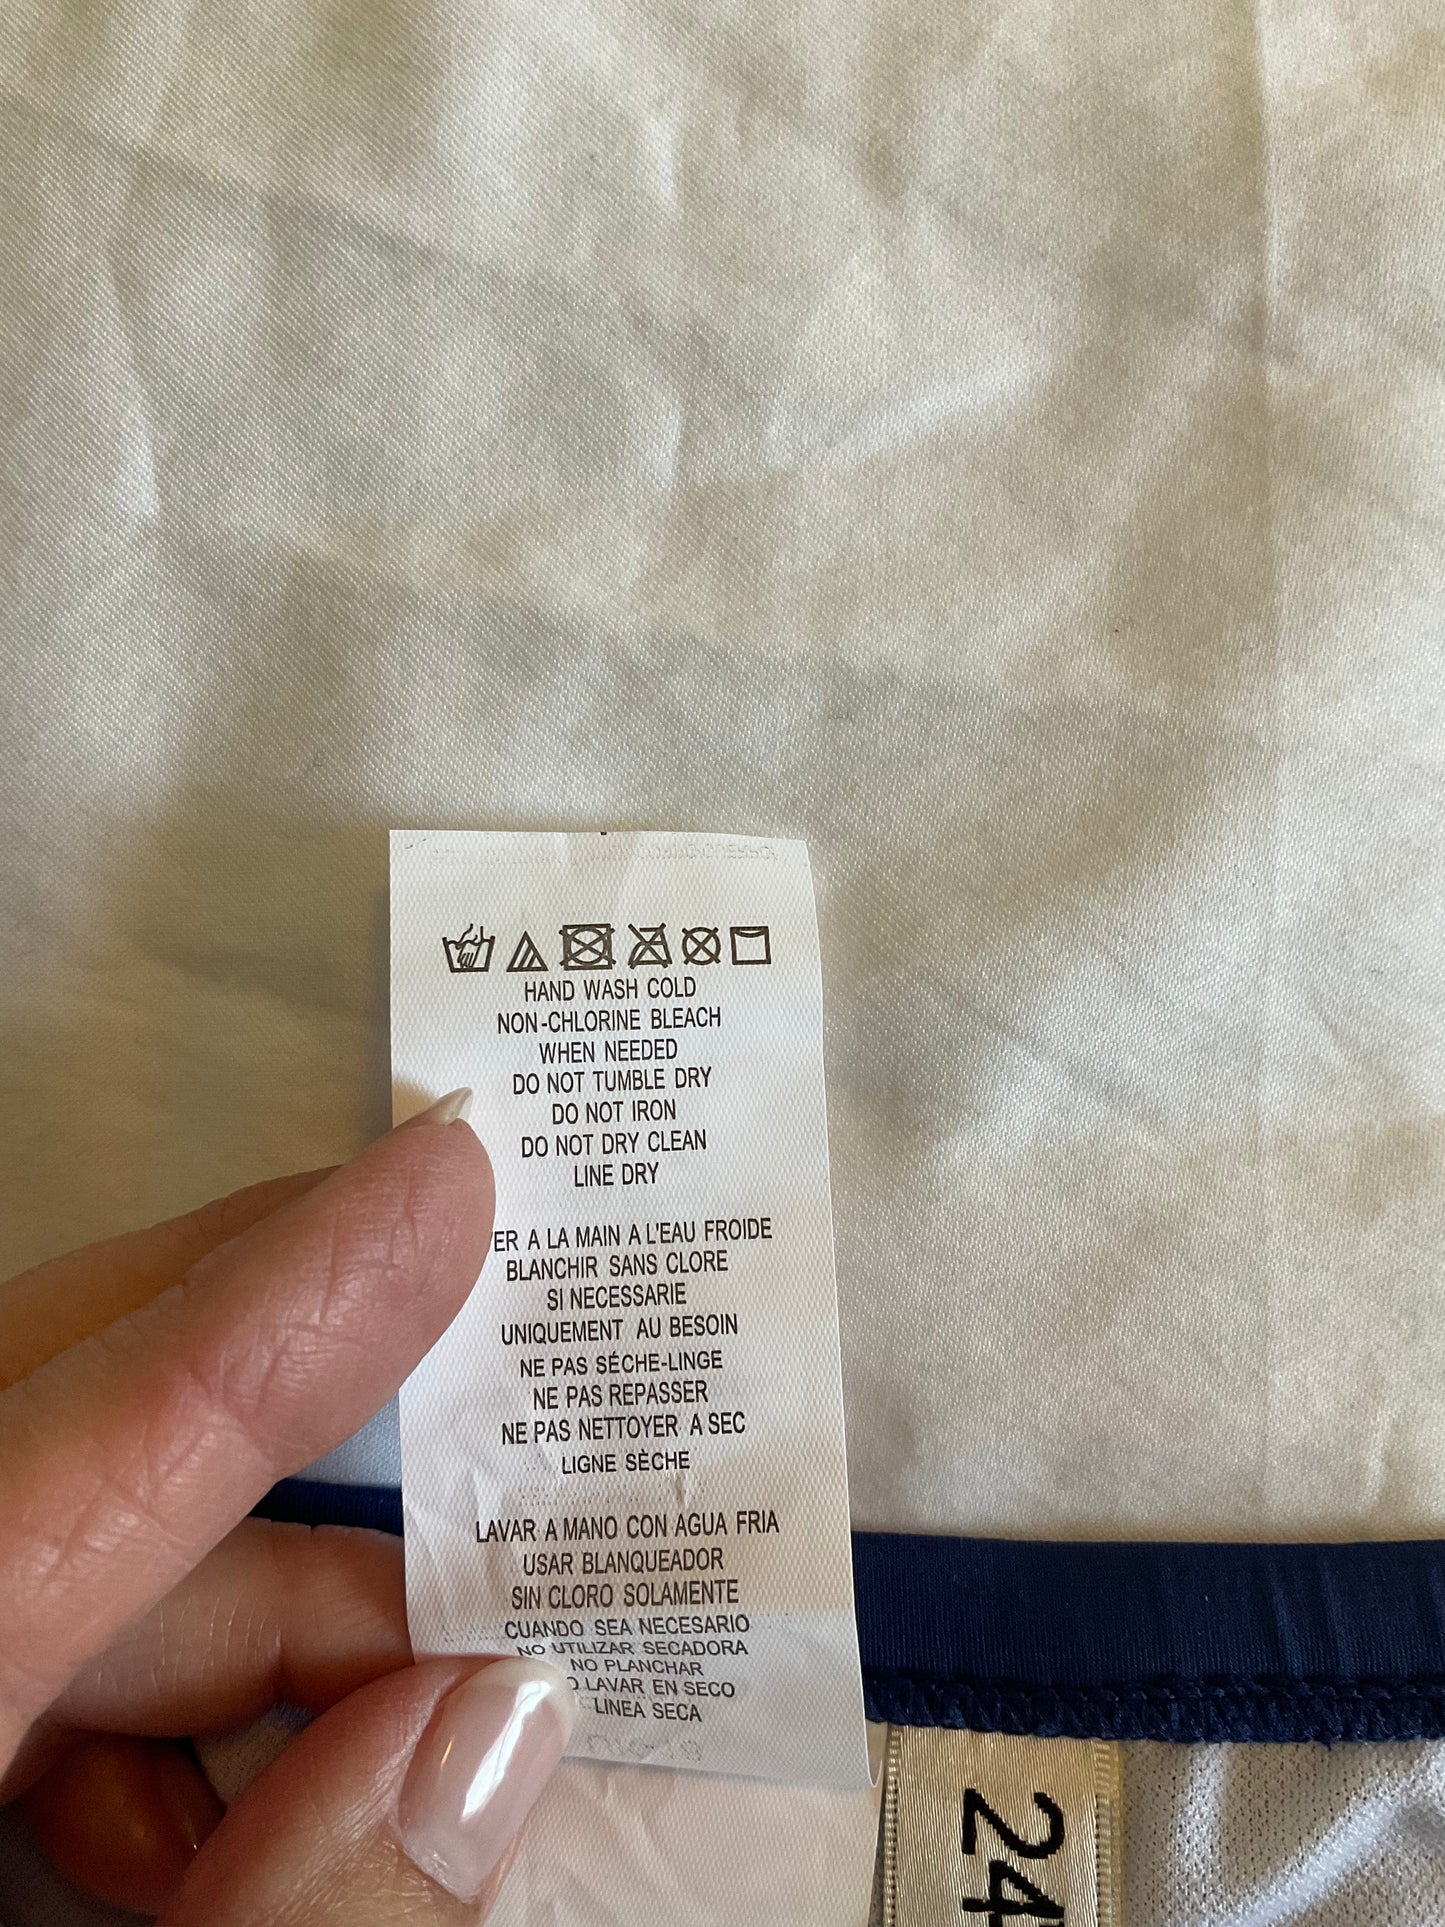 HAND WASH COLD
NON-CHLORINE BLEACH
WHEN NEEDED
DO NOT TUMBLE DRY
DO NOT IRON
DO NOT DRY CLEAN
LINE DRY
ER A LA MAIN A L'EAU FROIDE
BLANCHIR SANS CLORE
SI NECESSARIE
UNIQUEMENT AU BESOIN
NE PAS SÉCHE-LINGE
NE PAS REPASSER
NE PAS NETTOYER A SEC
LIGNE SÈCHE
LAVAR A MANO CON AGUA FRIA
USAR BLANQUEADOR
SIN CLORO SOLAMENTE
CUANDO SEA NECESARIO
NO UTILIZAR SECADORA
NO PLANCHAR
O LAVAR EN SECO
LINEA SECA
24